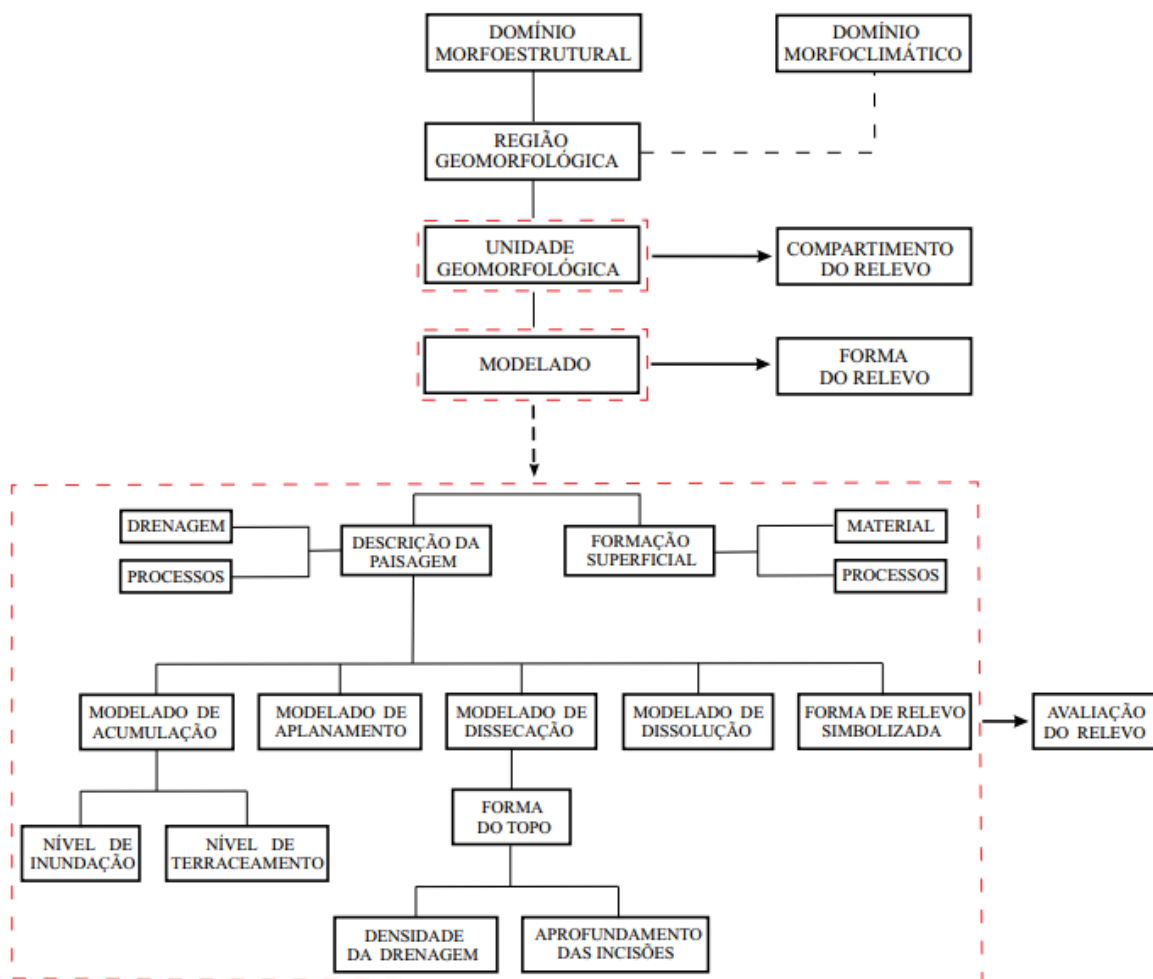 DOMÍNIO
MORFOESTRUTURAL
DOMÍNIO
MORFOCLIMÁTICO
REGIÃO
GEOMORFOLÓGICA
UNIDADE
GEOMORFOLÓGICA
COMPARTIMENTO
DO RELEVO
MODELADO
FORMA
DO RELEVO
DRENAGEM
PROCESSOS
DESCRIÇÃO DA
PAISAGEM
FORMAÇÃO
SUPERFICIAL
MATERIAL
PROCESSOS
MODELADO DE
ACUMULAÇÃO
MODELADO DE
APLANAMENTO
MODELADO DE
DISSECAÇÃO
MODELADO DE
DISSOLUÇÃO
FORMA DE RELEVO
SIMBOLIZADA
AVALIAÇÃO
DO RELEVO
NÍVEL DE
INUNDAÇÃO
NÍVEL DE
TERRACEAMENTO
FORMA
DO TOPO
DENSIDADE
DA DRENAGEM
APROFUNDAMENTO
DAS INCISÕES